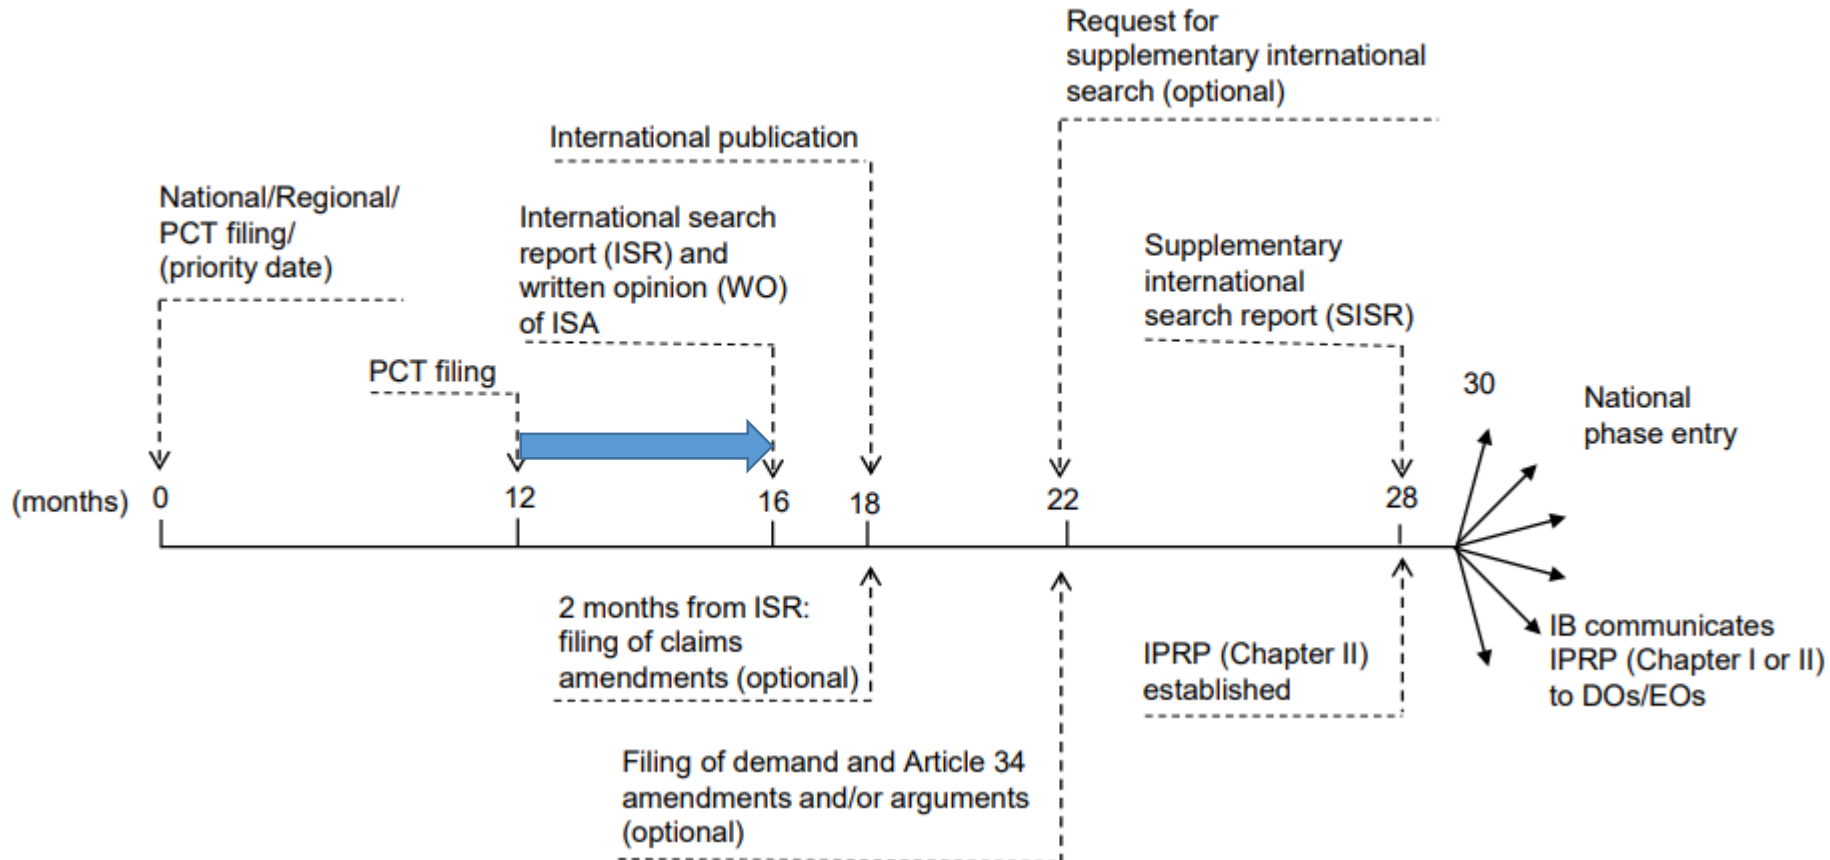 Request for
supplementary international
search (optional)
International publication
National/Regional/
PCT filing/
(priority date)
International search
report (ISR) and
written opinion (WO)
of ISA
Supplementary
international
search report (SISR)
PCT filing
30
National
phase entry
(months) 0 12 16 18 22 28
2 months from ISR:
filing of claims
amendments (optional)
IPRP (Chapter II)
established
IB communicates
IPRP (Chapter I or II)
to DOs/EOs
Filing of demand and Article 34
amendments and/or arguments
(optional)